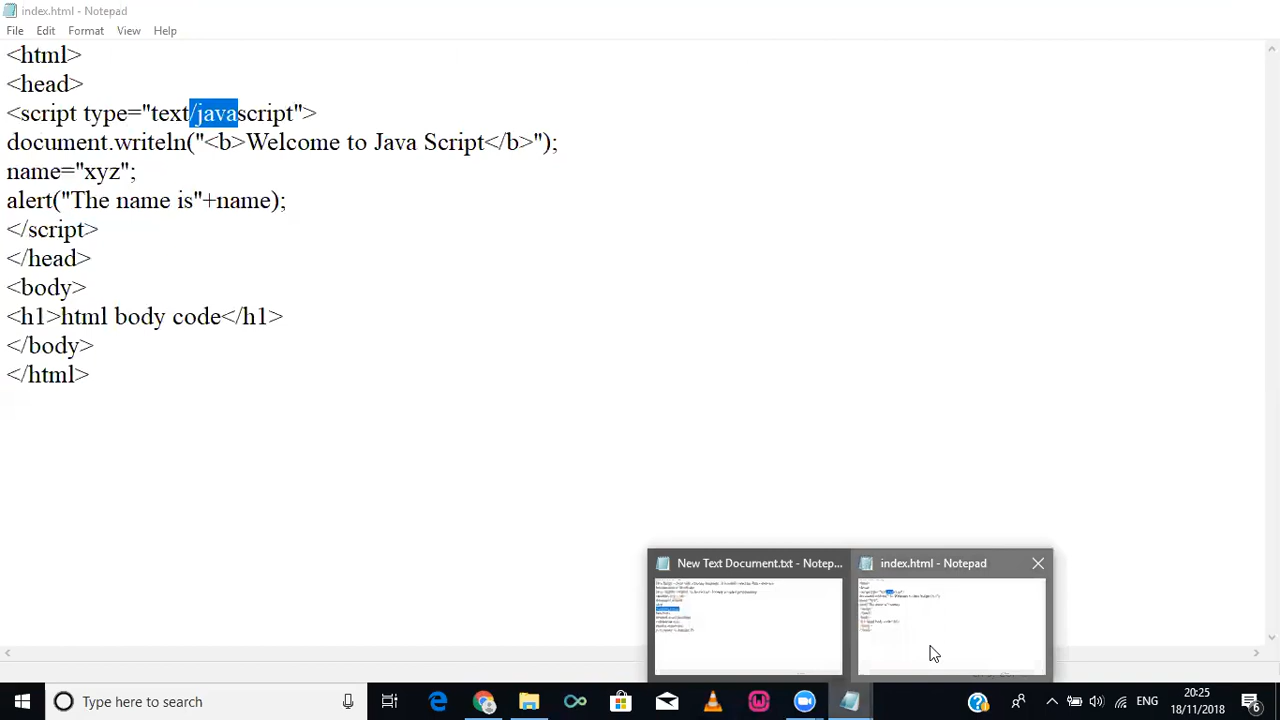 index.html - Notepad
File Edit Format View Help
<html>
<head>
<script type="text/javascript">
document.writeln("<b>Welcome to Java Script</b>");
name="xyz";
alert("The name is"+name);
</script>
</head>
<body>
<h1>html body code</h1>
</body>
</html>
New Text Document.txt - Notep...
index.html - Notepad
Type here to search
ENG
20:25
18/11/2018
6